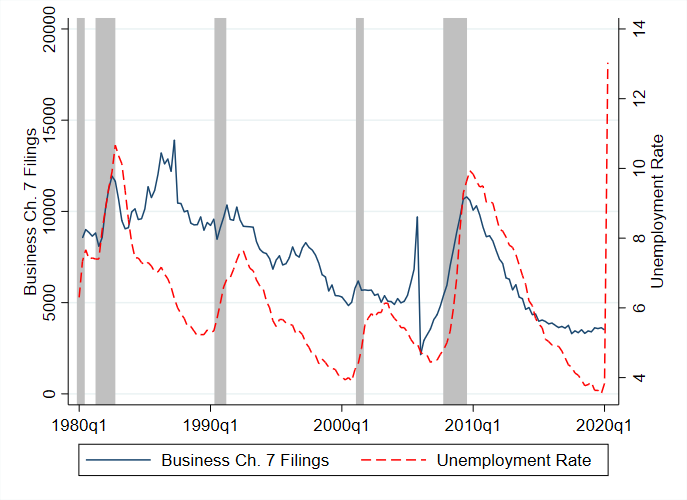 20000
15000
10000
5000
0
Business Ch. 7 Filings
14
12
10
8
6
4
Unemployment Rate
1980q1 1990q1 2000q1 2010q1 2020q1
Business Ch. 7 Filings Unemployment Rate